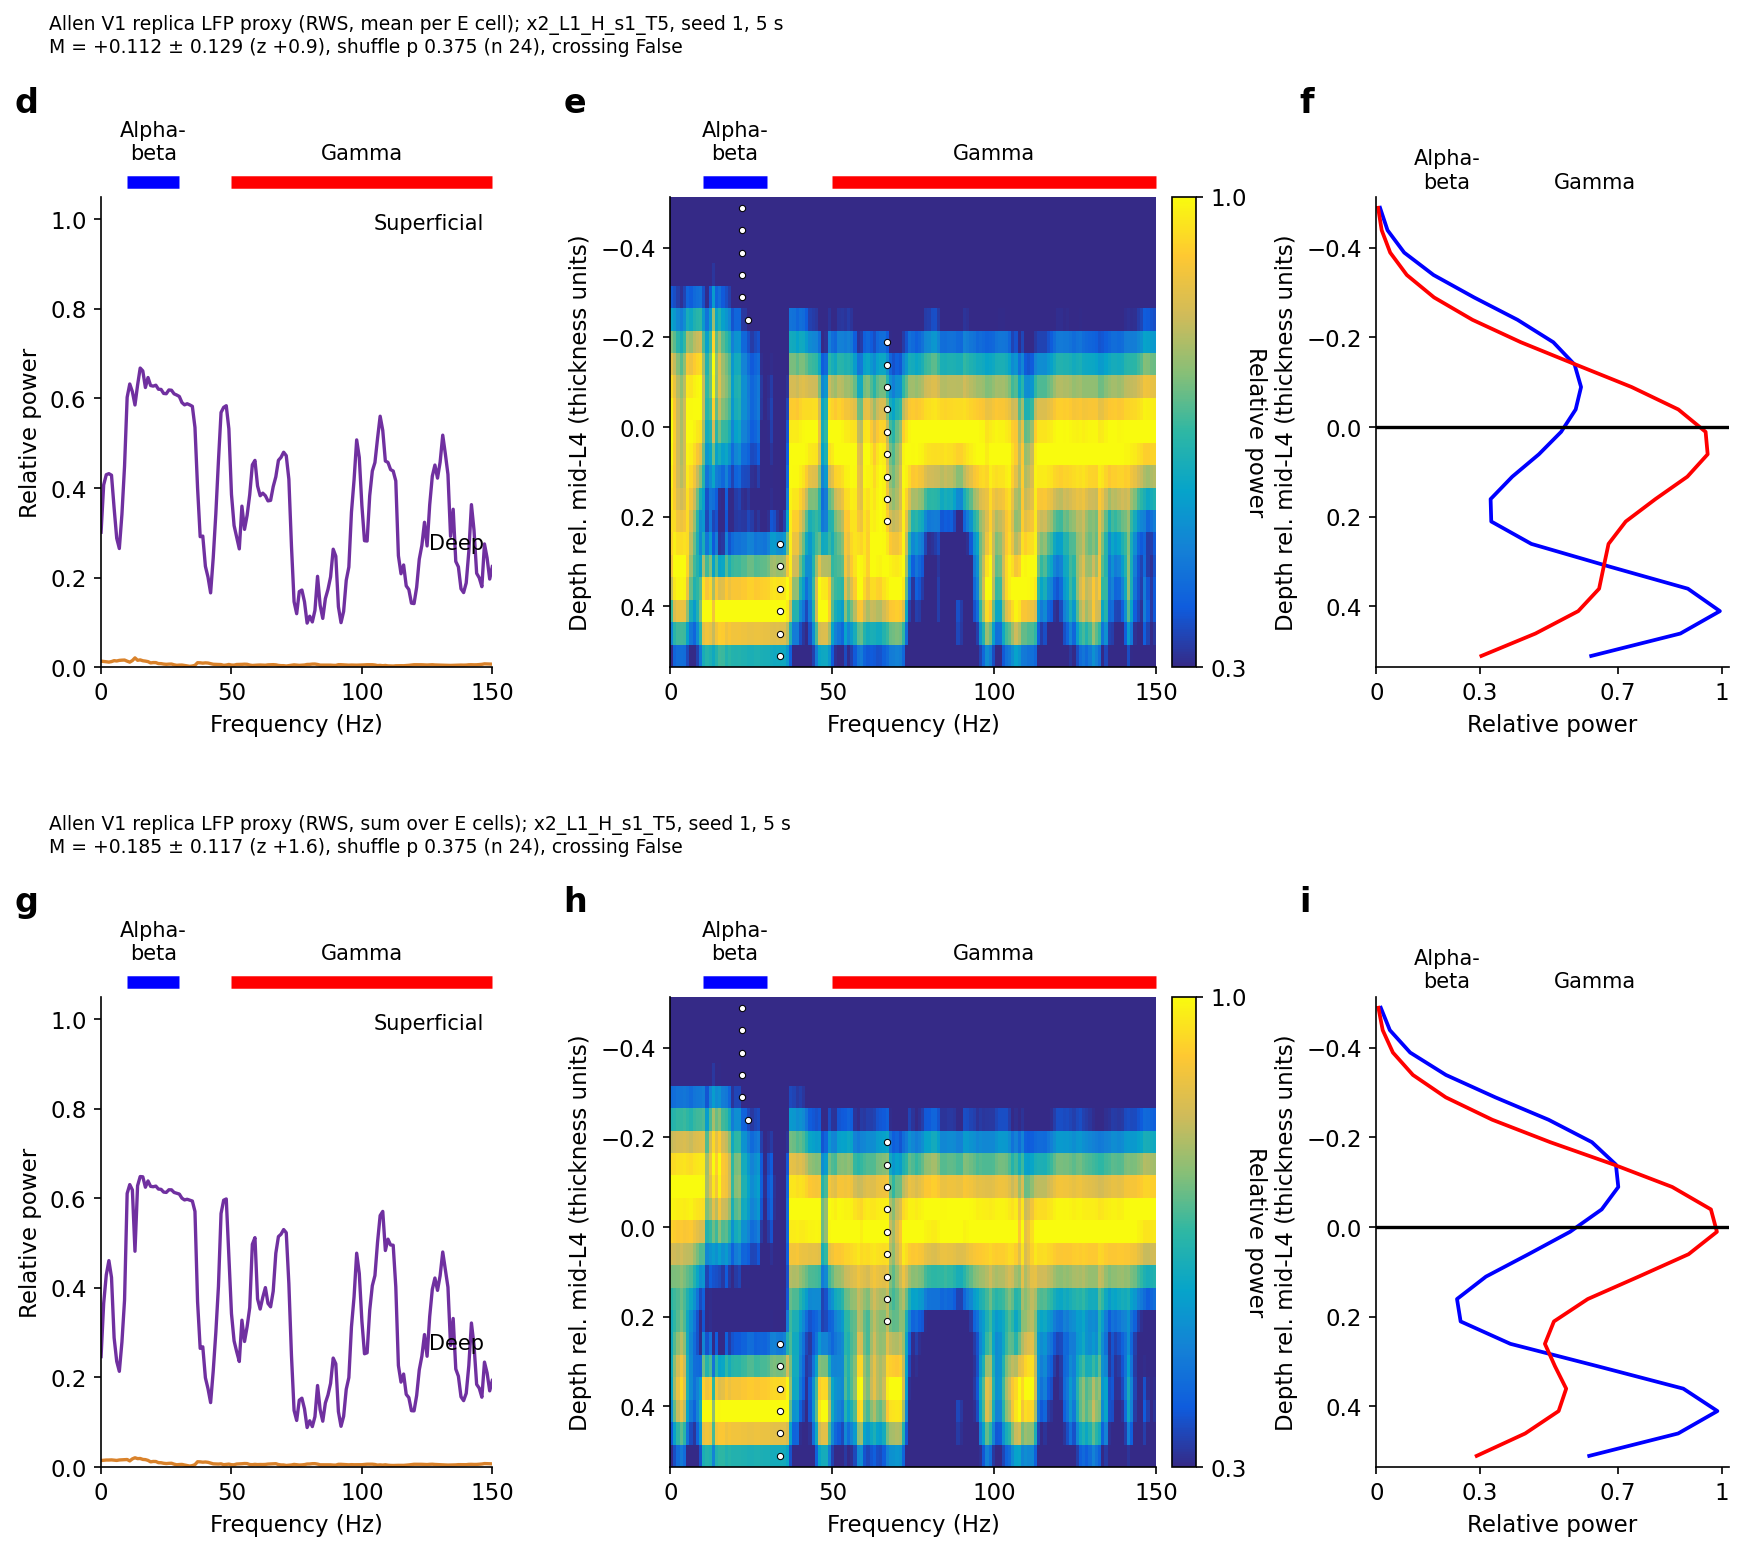 Allen V1 replica LFP proxy (RWS, mean per E cell); x2_L1_H_s1_T5, seed 1, 5 s
M = +0.112 ± 0.129 (z +0.9), shuffle p 0.375 (n 24), crossing False
d
Alpha-
beta
Gamma
Superficial
Deep
Relative power
1.0
0.8
0.6
0.4
0.2
0.0
0
50
100
150
Frequency (Hz)
e
Alpha-
beta
Gamma
Depth rel. mid-L4 (thickness units)
−0.4
−0.2
0.0
0.2
0.4
0
50
100
150
Frequency (Hz)
1.0
0.3
Relative power
f
Alpha-
beta
Gamma
Depth rel. mid-L4 (thickness units)
−0.4
−0.2
0.0
0.2
0.4
0
0.3
0.7
1
Relative power
Allen V1 replica LFP proxy (RWS, sum over E cells); x2_L1_H_s1_T5, seed 1, 5 s
M = +0.185 ± 0.117 (z +1.6), shuffle p 0.375 (n 24), crossing False
g
Alpha-
beta
Gamma
Superficial
Deep
Relative power
1.0
0.8
0.6
0.4
0.2
0.0
0
50
100
150
Frequency (Hz)
h
Alpha-
beta
Gamma
Depth rel. mid-L4 (thickness units)
−0.4
−0.2
0.0
0.2
0.4
0
50
100
150
Frequency (Hz)
1.0
0.3
Relative power
i
Alpha-
beta
Gamma
Depth rel. mid-L4 (thickness units)
−0.4
−0.2
0.0
0.2
0.4
0
0.3
0.7
1
Relative power